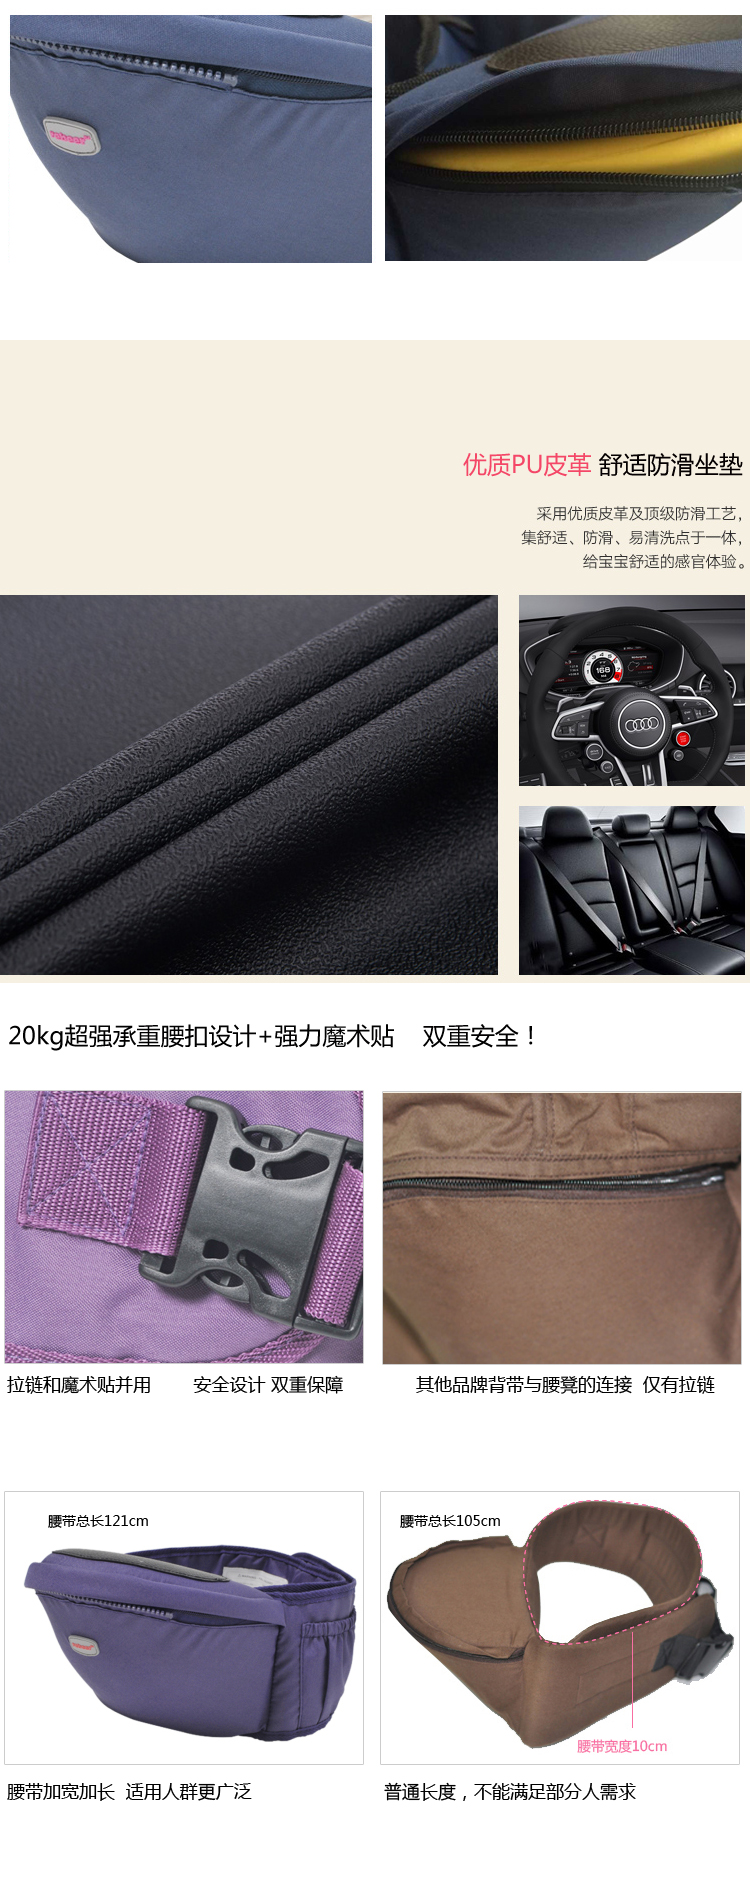 优质PU皮革 舒适防滑坐垫
采用优质皮革及顶级防滑工艺，
集舒适、防滑、易清洗点于一体，
给宝宝舒适的感官体验。
168
20kg超强承重腰扣设计+强力魔术贴 双重安全！
拉链和魔术贴并用 安全设计 双重保障
其他品牌背带与腰凳的连接 仅有拉链
腰带总长121cm
腰带总长105cm
腰带宽度10cm
腰带加宽加长 适用人群更广泛
普通长度，不能满足部分人需求